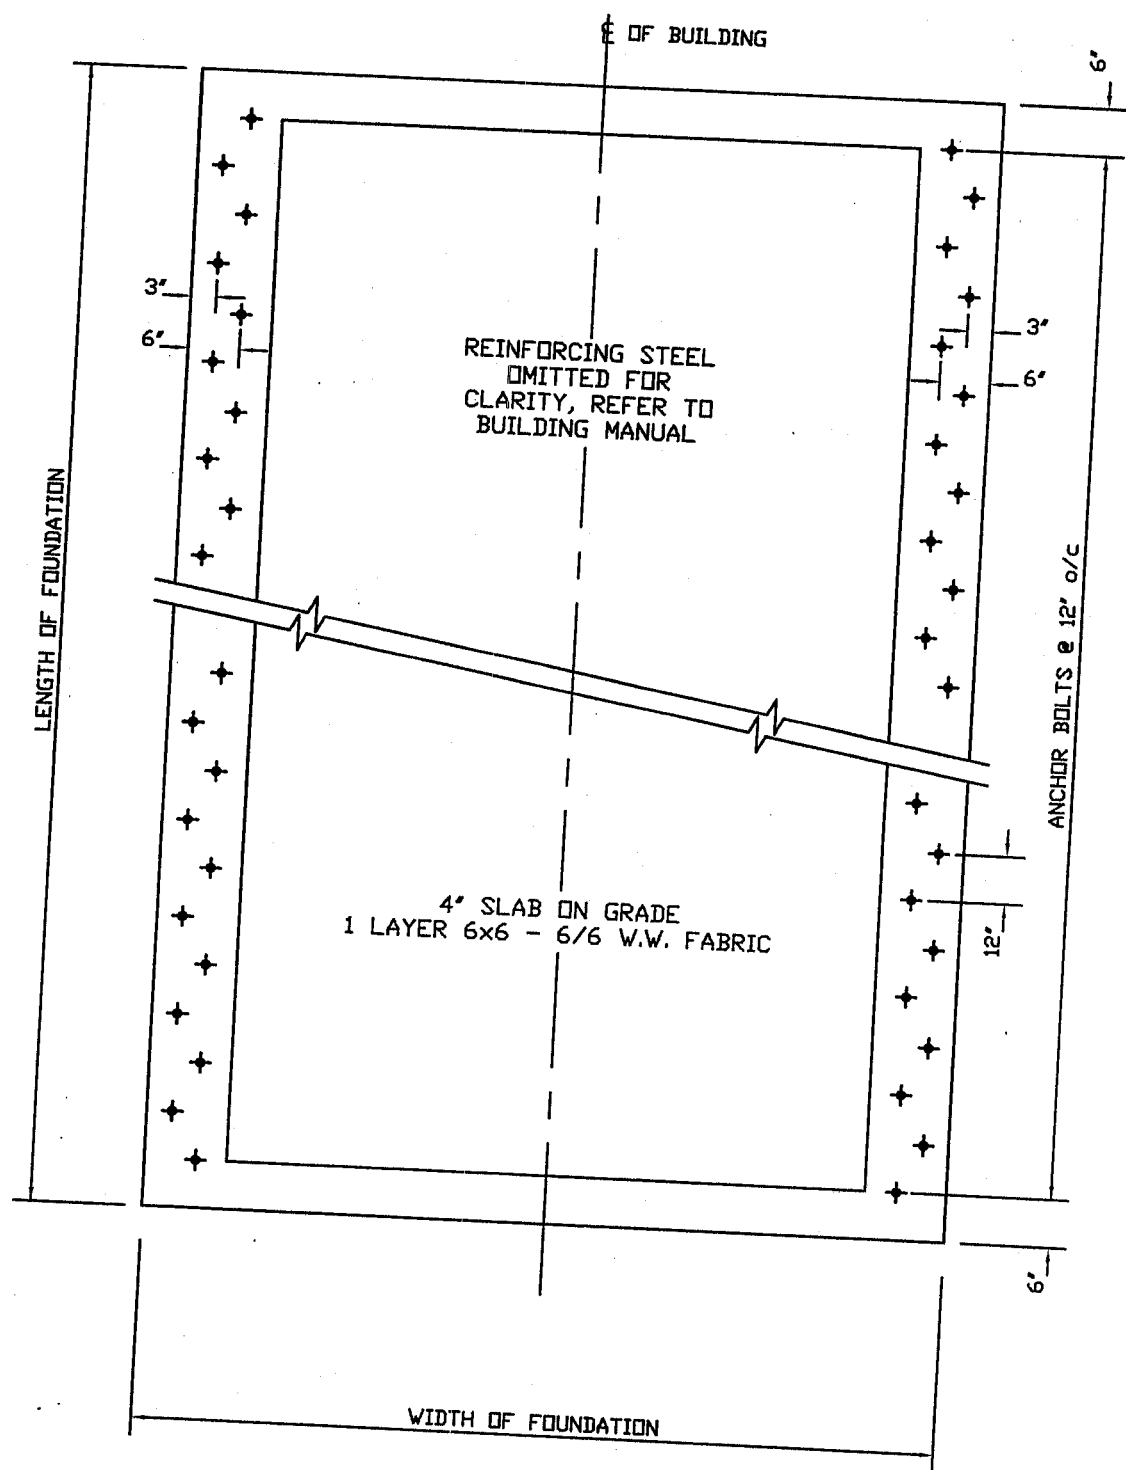 ℄ OF BUILDING
6"
3"
6"
3"
6"
REINFORCING STEEL
OMITTED FOR
CLARITY, REFER TO
BUILDING MANUAL
LENGTH OF FOUNDATION
ANCHOR BOLTS @ 12" o/c
4" SLAB ON GRADE
1 LAYER 6x6 - 6/6 W.W. FABRIC
12"
6"
WIDTH OF FOUNDATION